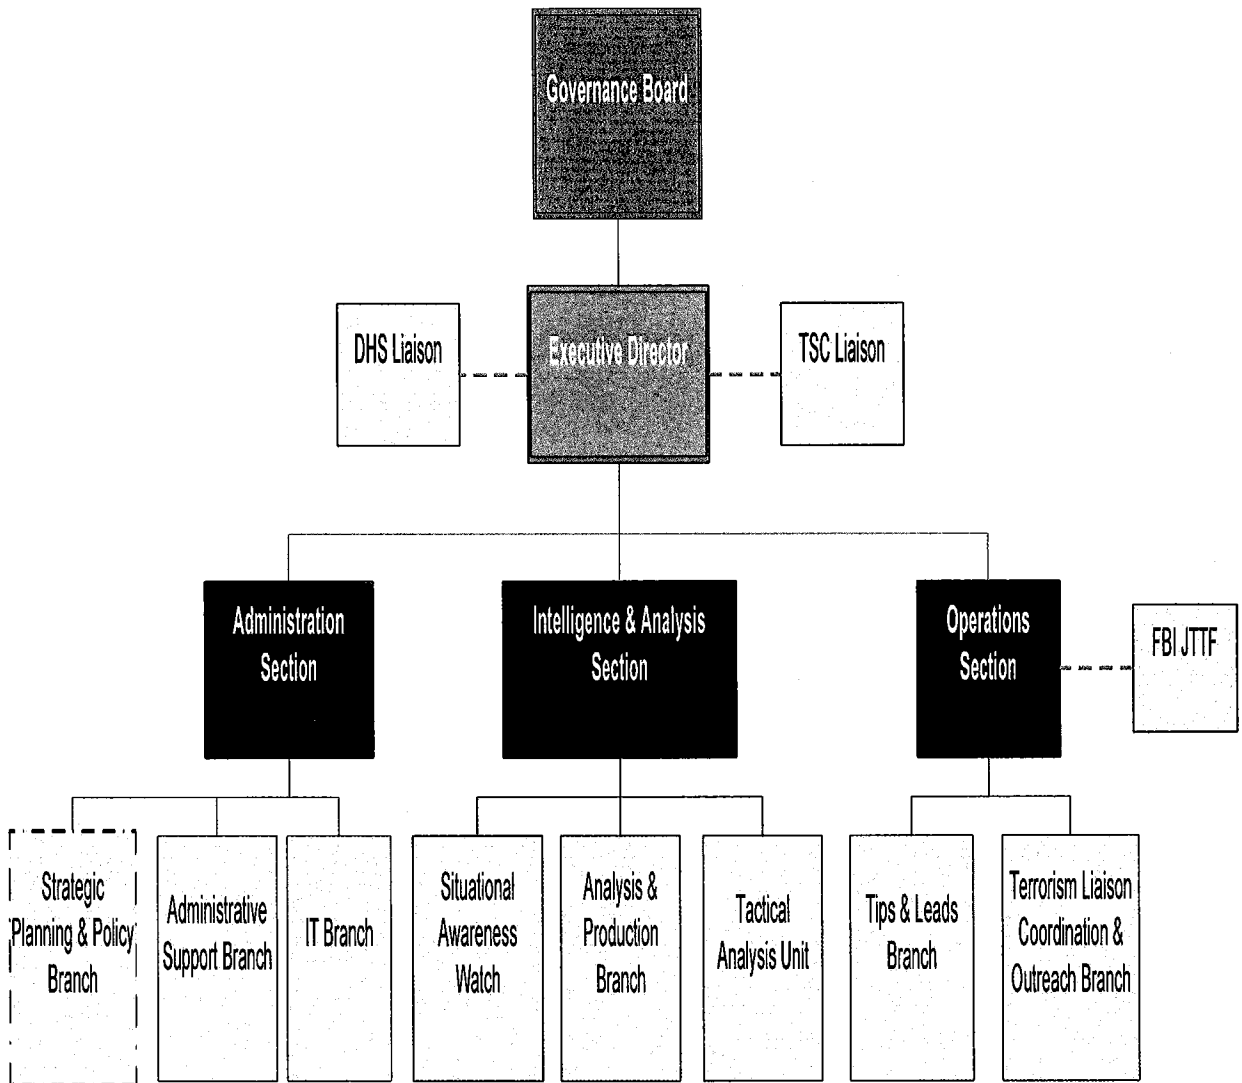 Governance Board
DHS Liaison
Executive Director
TSC Liaison
Administration
Section
Intelligence & Analysis
Section
Operations
Section
FBI JTTF
Strategic
Planning & Policy
Branch
Administrative
Support Branch
IT Branch
Situational
Awareness
Watch
Analysis &
Production
Branch
Tactical
Analysis Unit
Tips & Leads
Branch
Terrorism Liaison
Coordination &
Outreach Branch